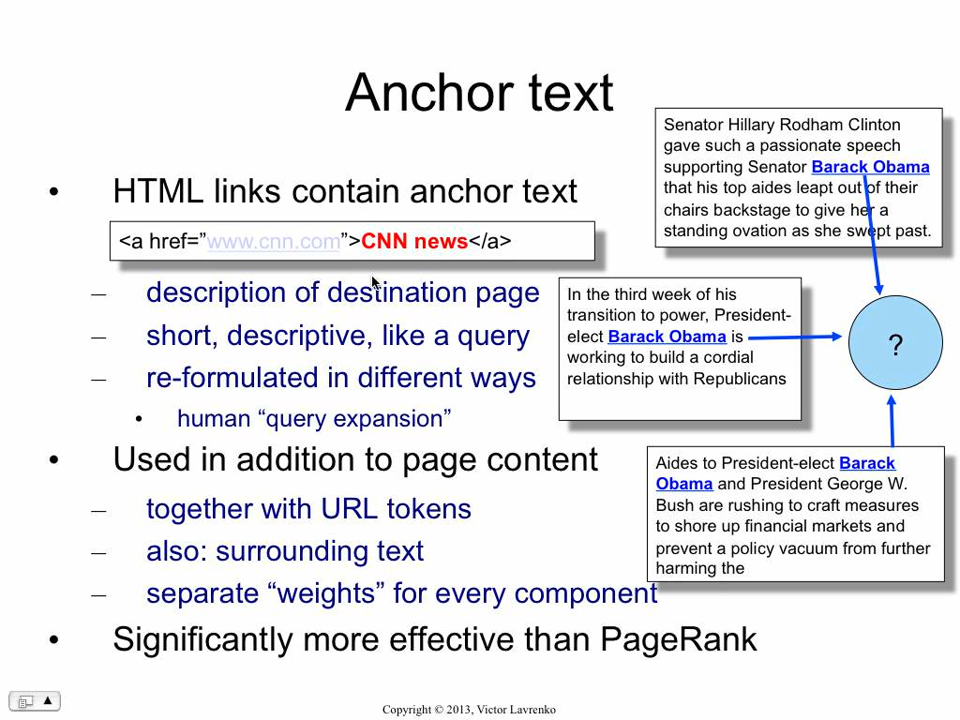 Anchor text
• HTML links contain anchor text
<a href=”www.cnn.com”>CNN news</a>
– description of destination page
– short, descriptive, like a query
– re-formulated in different ways
• human “query expansion”
• Used in addition to page content
– together with URL tokens
– also: surrounding text
– separate “weights” for every component
• Significantly more effective than PageRank
Senator Hillary Rodham Clinton
gave such a passionate speech
supporting Senator Barack Obama
that his top aides leapt out of their
chairs backstage to give her a
standing ovation as she swept past.
In the third week of his
transition to power, President-
elect Barack Obama is
working to build a cordial
relationship with Republicans
?
Aides to President-elect Barack
Obama and President George W.
Bush are rushing to craft measures
to shore up financial markets and
prevent a policy vacuum from further
harming the
Copyright © 2013, Victor Lavrenko